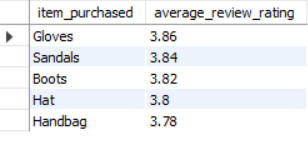 item_purchased average_review_rating
Gloves 3.86
Sandals 3.84
Boots 3.82
Hat 3.8
Handbag 3.78